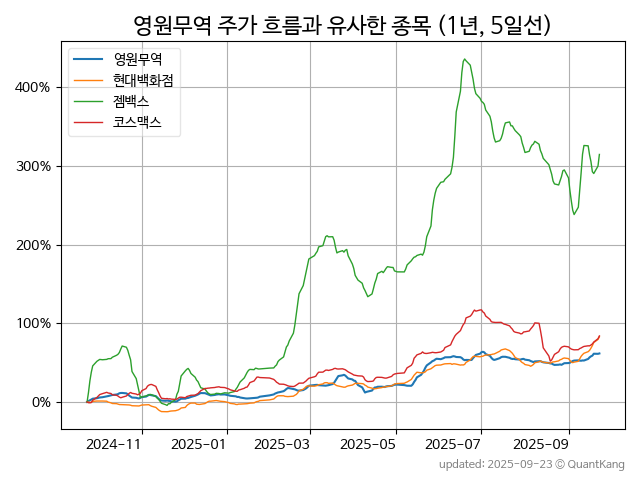 영원무역 주가 흐름과 유사한 종목 (1년, 5일선)
영원무역
현대백화점
젬백스
코스맥스
400%
300%
200%
100%
0%
2024-11 2025-01 2025-03 2025-05 2025-07 2025-09
updated: 2025-09-23 ⓒ QuantKang